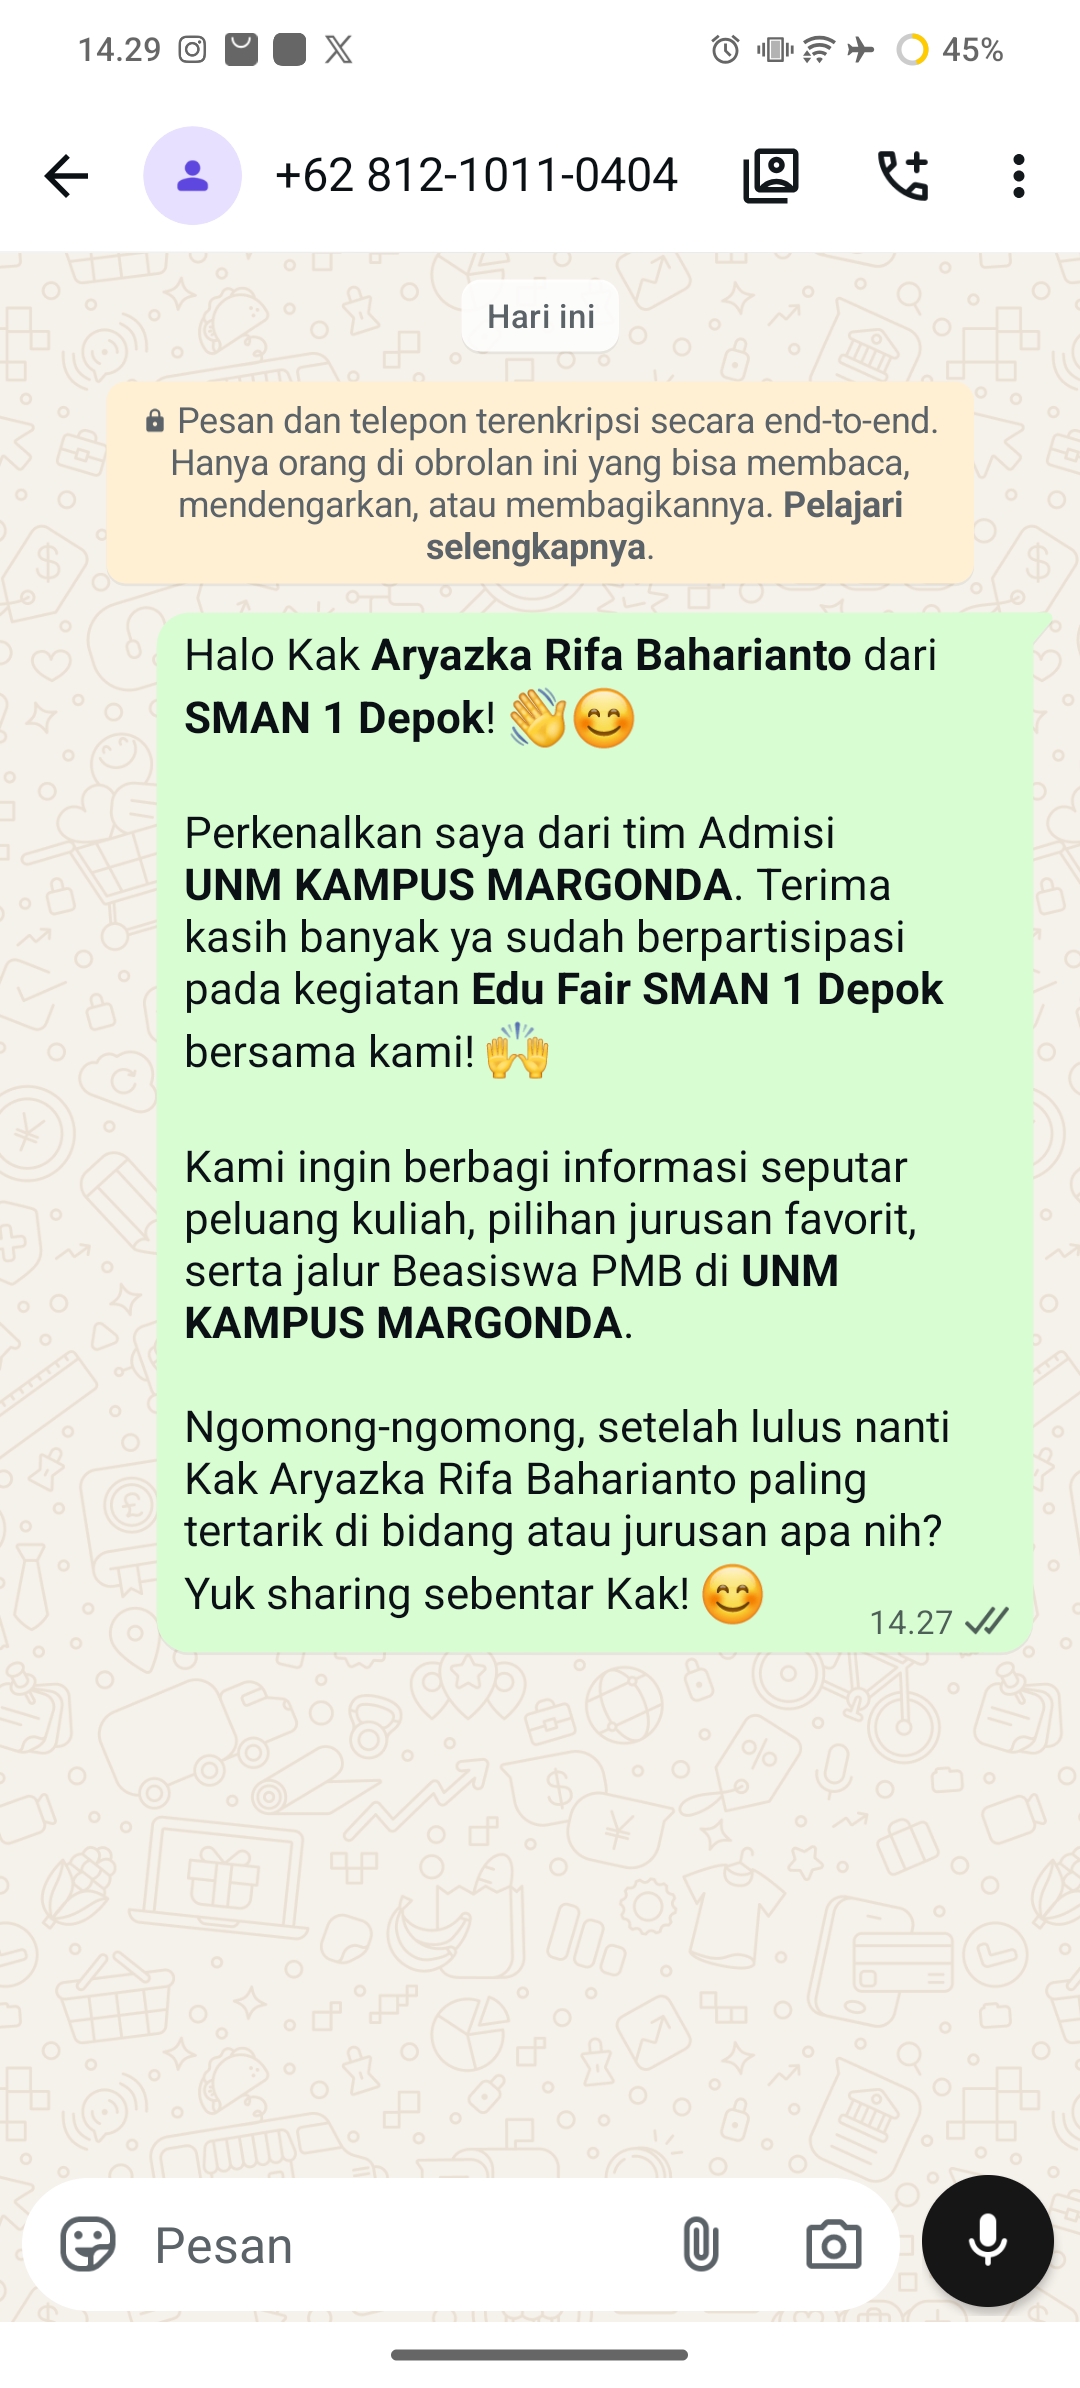 14.29
45%
+62 812-1011-0404
Hari ini
Pesan dan telepon terenkripsi secara end-to-end.
Hanya orang di obrolan ini yang bisa membaca,
mendengarkan, atau membagikannya. Pelajari
selengkapnya.
Halo Kak Aryazka Rifa Baharianto dari
SMAN 1 Depok! 👋😊
Perkenalkan saya dari tim Admisi
UNM KAMPUS MARGONDA. Terima
kasih banyak ya sudah berpartisipasi
pada kegiatan Edu Fair SMAN 1 Depok
bersama kami! 🙌
Kami ingin berbagi informasi seputar
peluang kuliah, pilihan jurusan favorit,
serta jalur Beasiswa PMB di UNM
KAMPUS MARGONDA.
Ngomong-ngomong, setelah lulus nanti
Kak Aryazka Rifa Baharianto paling
tertarik di bidang atau jurusan apa nih?
Yuk sharing sebentar Kak! 😊
14.27
Pesan